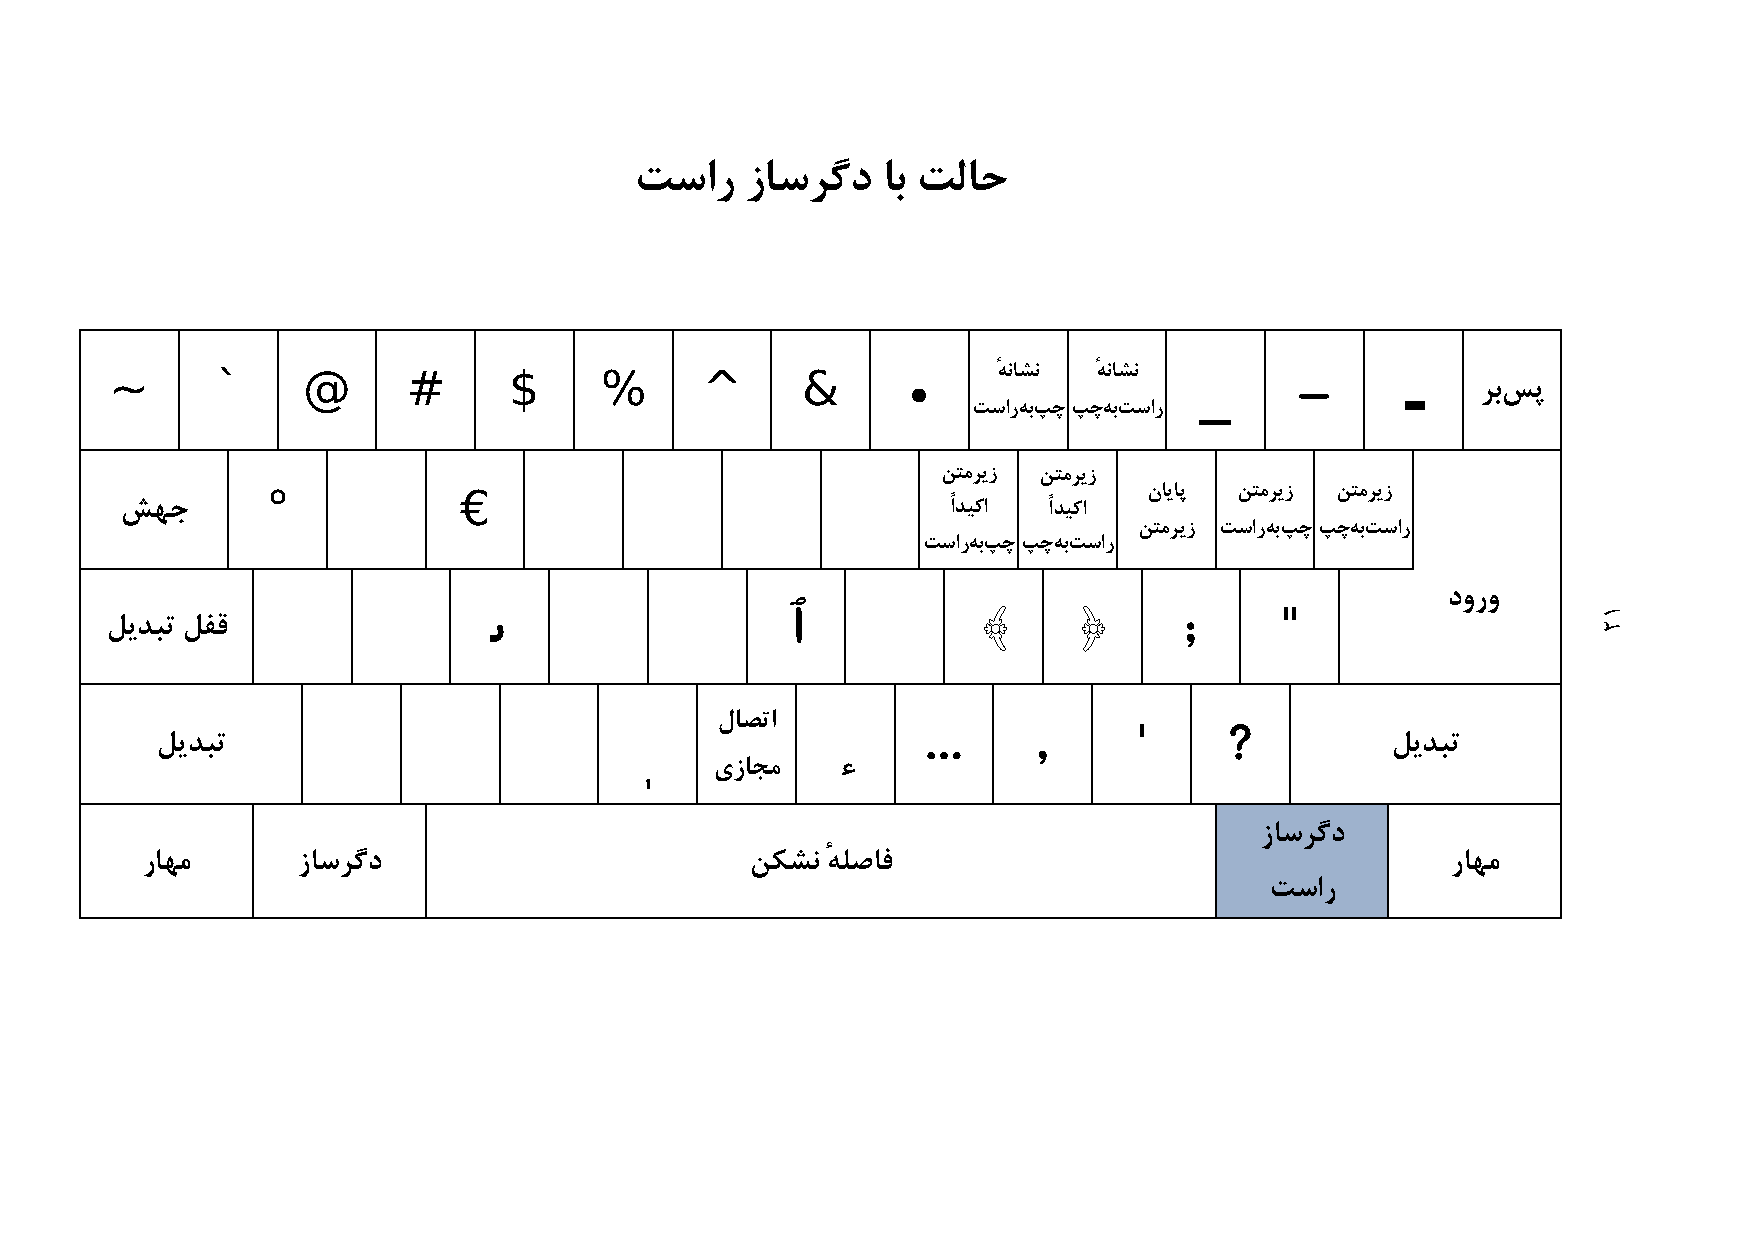 حالت با دگرساز راست
~ ` @ # $ % ^ & • نشانهٔ چپ‌به‌راست نشانهٔ راست‌به‌چپ _ − - پس‌بر
جهش ° € زیرمتن اکیداً چپ‌به‌راست زیرمتن اکیداً راست‌به‌چپ پایان زیرمتن زیرمتن چپ‌به‌راست زیرمتن راست‌به‌چپ
قفل تبدیل ٱ ﴾ ﴿ ; " ورود
تبدیل ٖ اتصال مجازی ء … , ' ? تبدیل
مهار دگرساز فاصلهٔ نشکن دگرساز راست مهار
۲۱